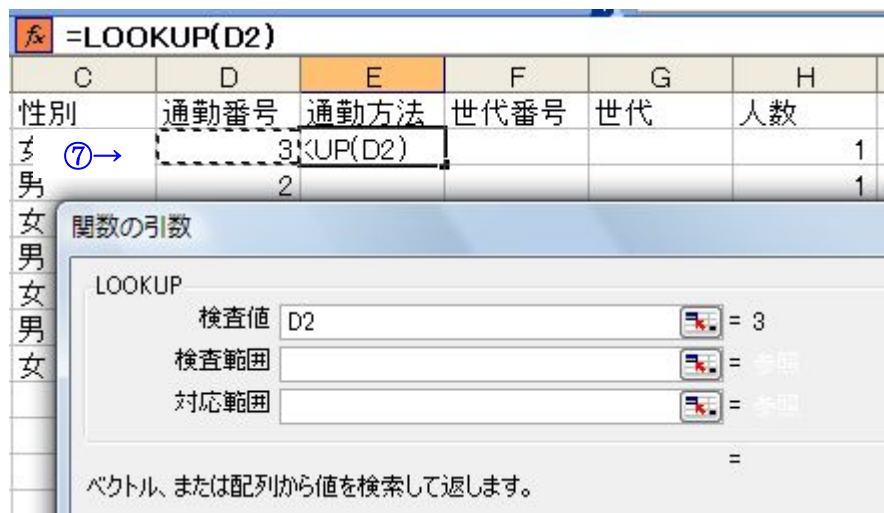 fx =LOOKUP(D2)
C D E F G H
性別 通勤番号 通勤方法 世代番号 世代 人数
⑦→ 3 <UP(D2) 1
男 2 1
女
男
女
男
女
関数の引数
LOOKUP
検査値 D2 = 3
検査範囲 = 参照
対応範囲 = 参照
=
ベクトル、または配列から値を検索して返します。